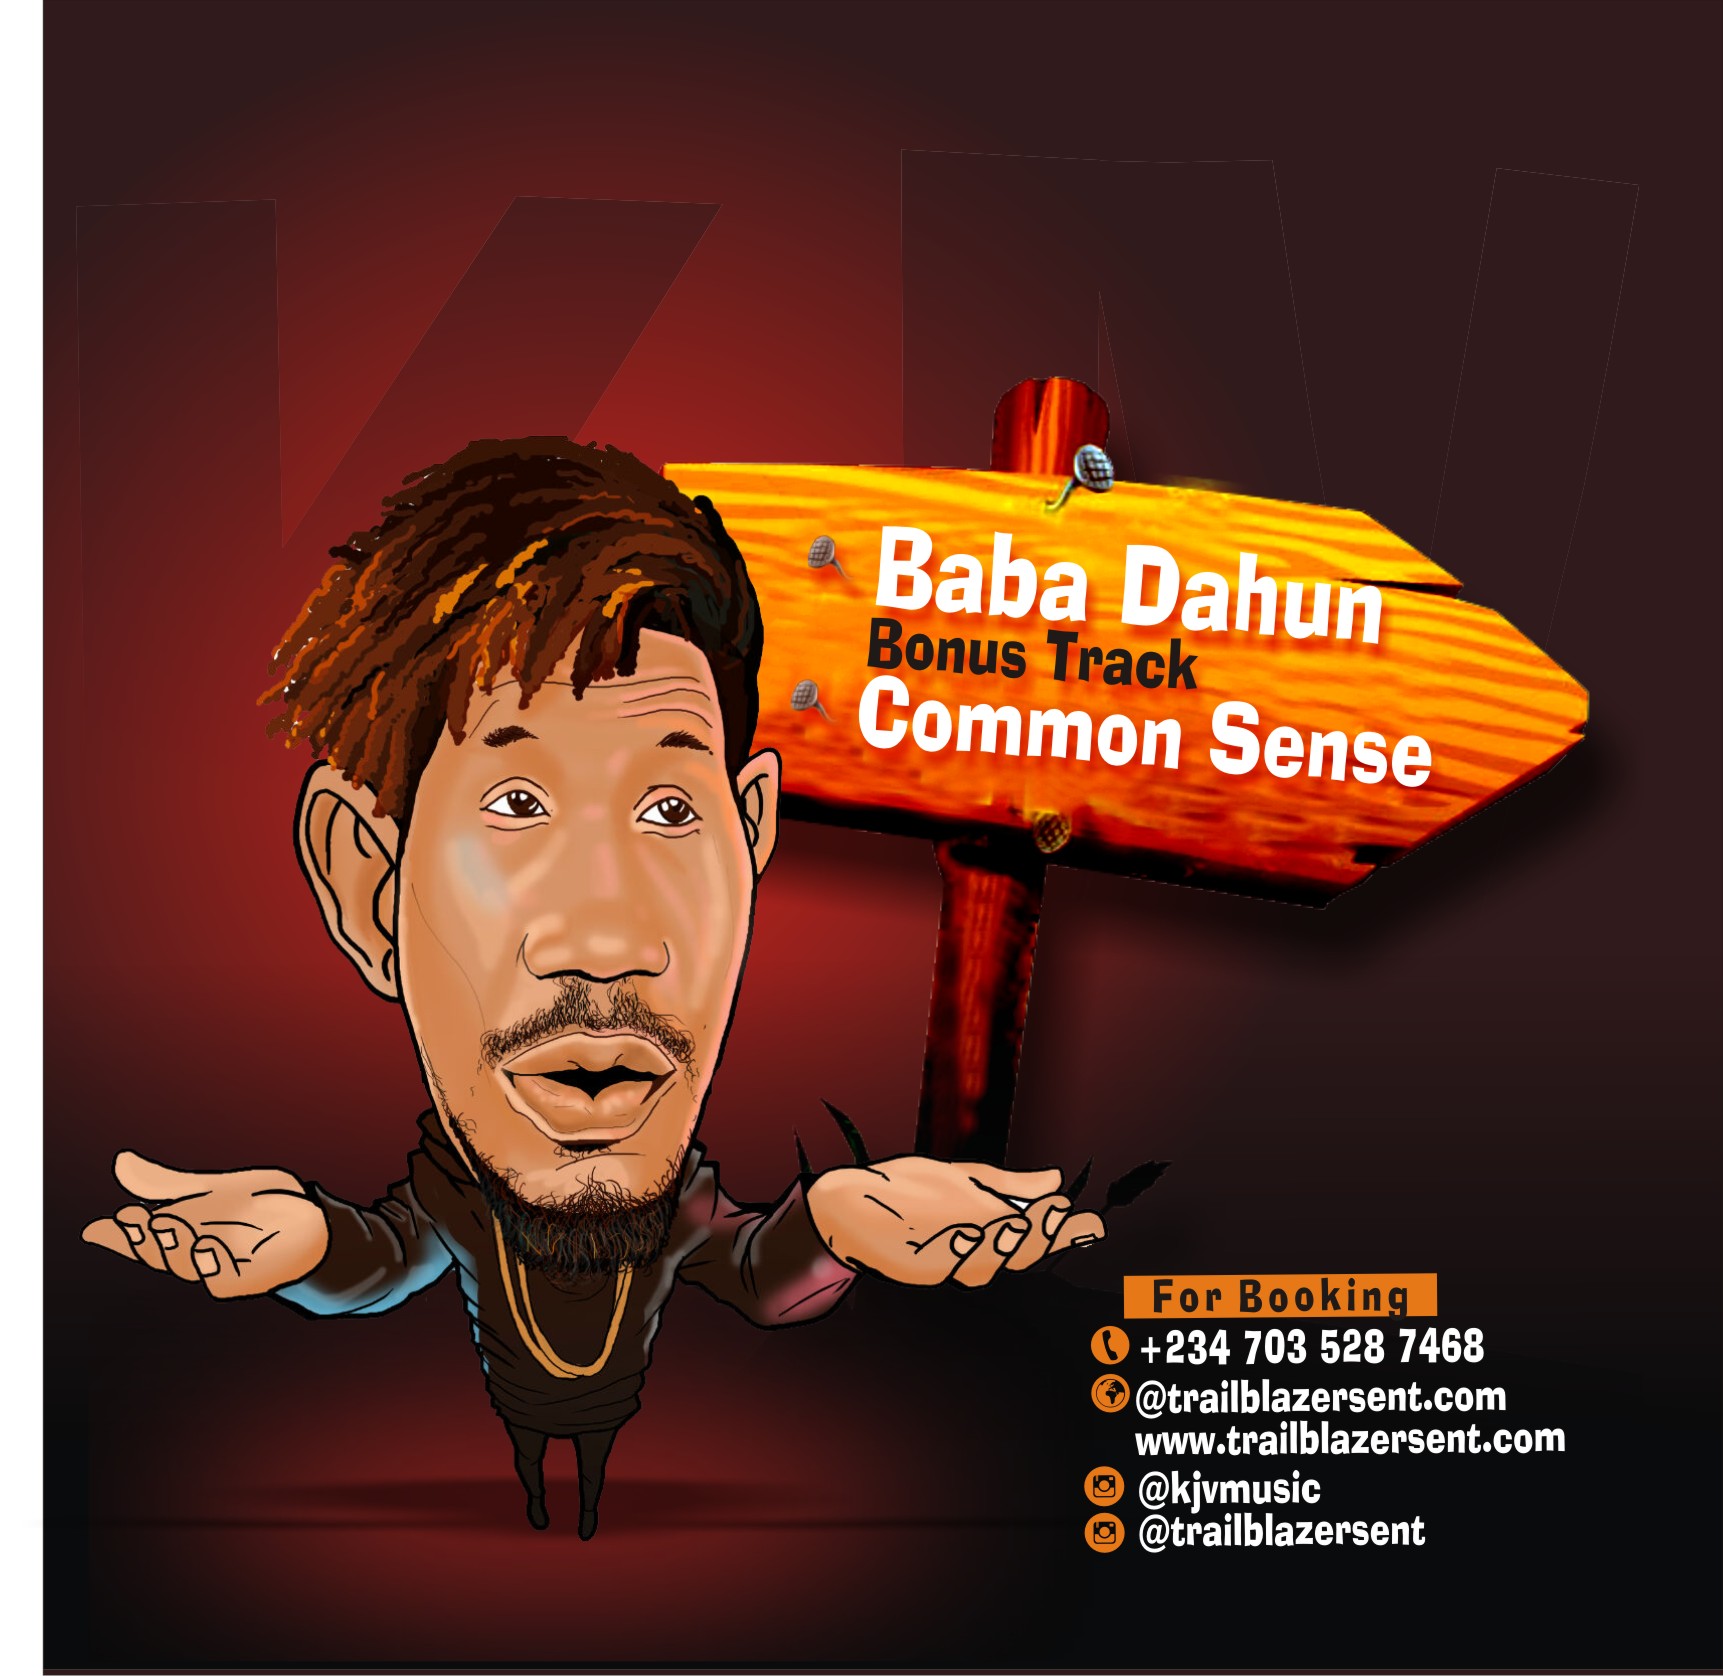 Baba Dahun
Bonus Track
Common Sense
For Booking
+234 703 528 7468
@trailblazersent.com
www.trailblazersent.com
@kjvmusic
@trailblazersent